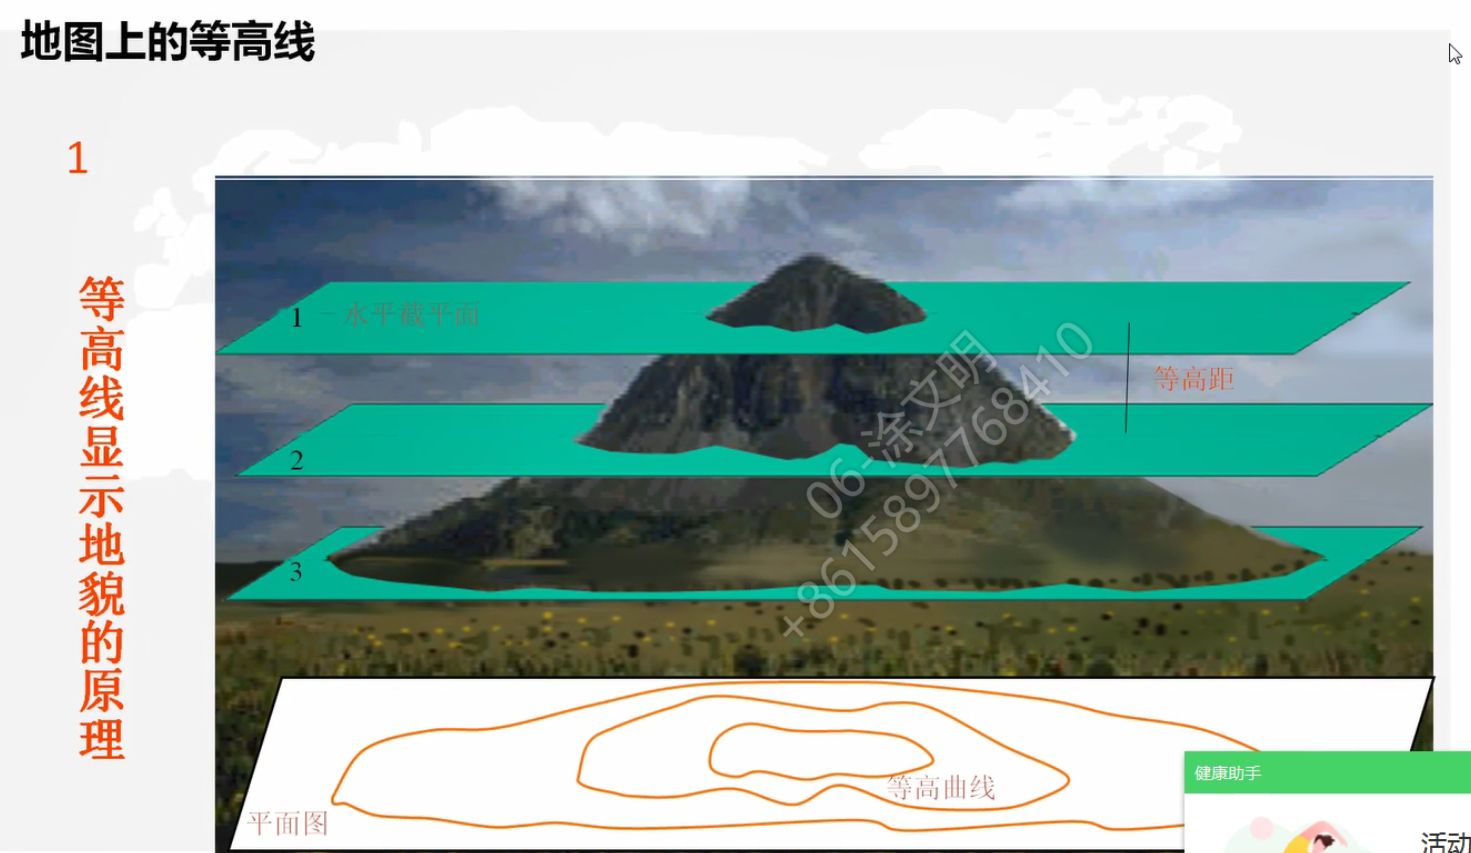 地图上的等高线
1
等高线显示地貌的原理
1
水平截平面
等高距
2
3
06-涂文明
+8615897768410
等高曲线
平面图
健康助手
活动